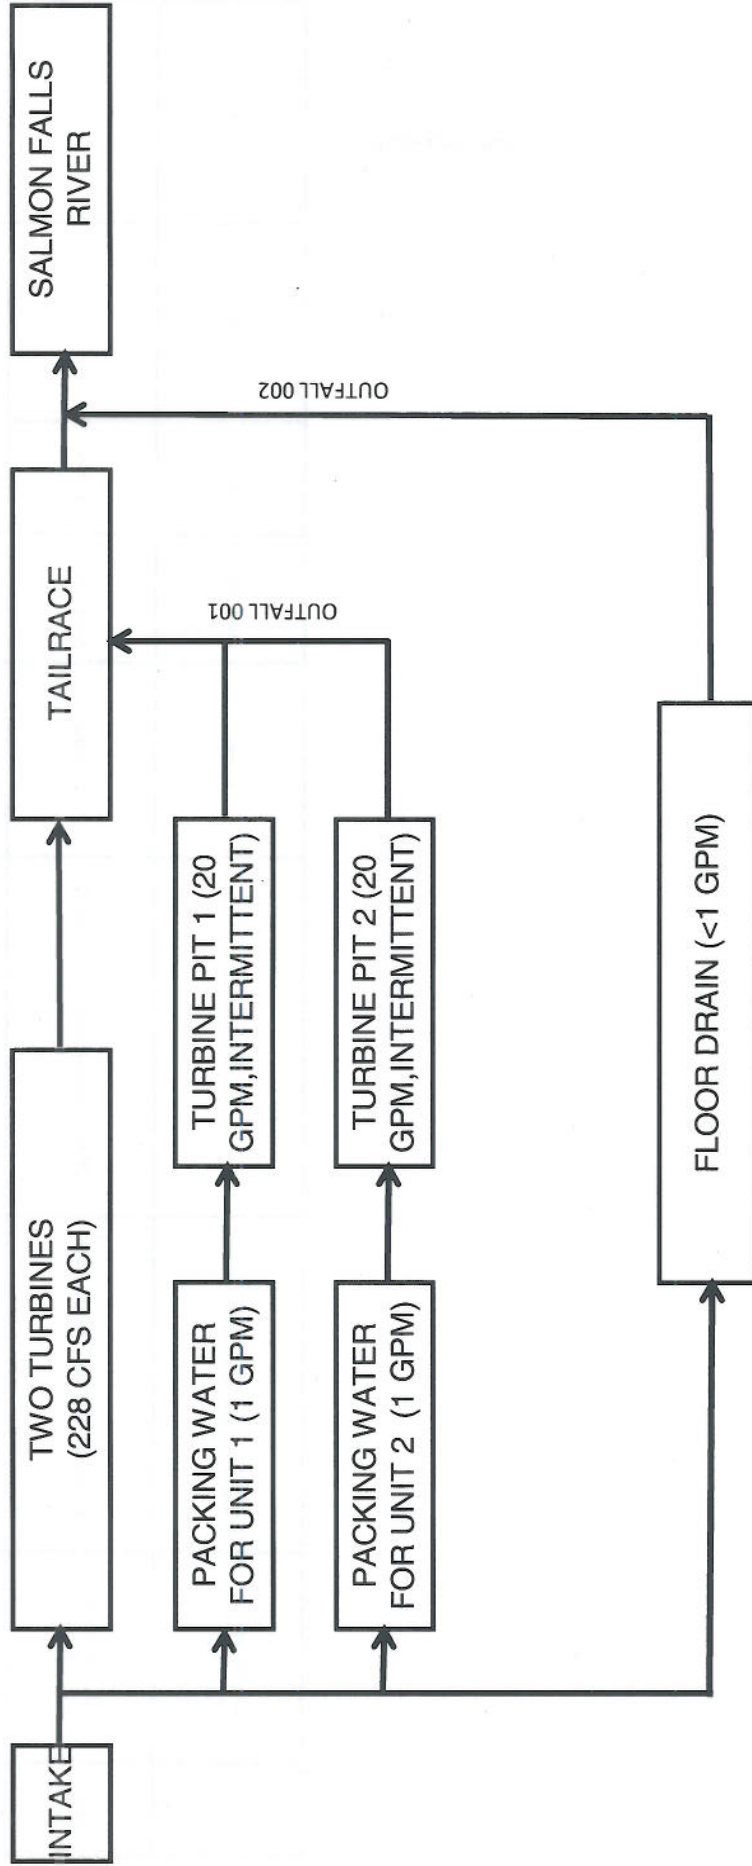 INTAKE
TWO TURBINES
(228 CFS EACH)
TAILRACE
SALMON FALLS
RIVER
PACKING WATER
FOR UNIT 1 (1 GPM)
TURBINE PIT 1 (20
GPM,INTERMITTENT)
OUTFALL 001
PACKING WATER
FOR UNIT 2 (1 GPM)
TURBINE PIT 2 (20
GPM,INTERMITTENT)
OUTFALL 002
FLOOR DRAIN (<1 GPM)